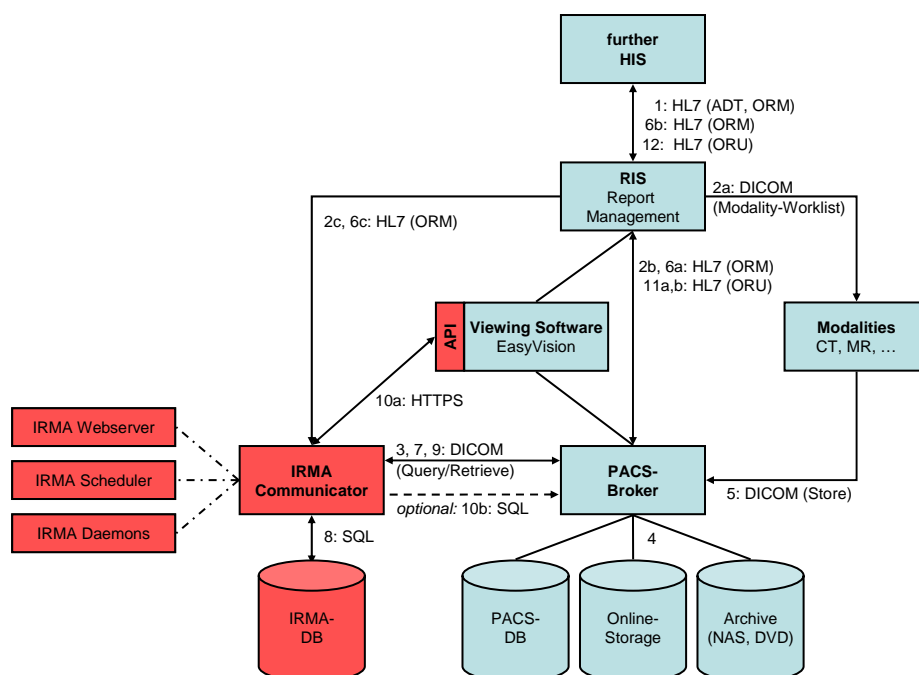 further
HIS
1: HL7 (ADT, ORM)
6b: HL7 (ORM)
12: HL7 (ORU)
RIS
Report
Management
2a: DICOM
(Modality-Worklist)
2c, 6c: HL7 (ORM)
2b, 6a: HL7 (ORM)
11a,b: HL7 (ORU)
API
Viewing Software
EasyVision
Modalities
CT, MR, …
10a: HTTPS
IRMA Webserver
IRMA Scheduler
IRMA Daemons
IRMA
Communicator
3, 7, 9: DICOM
(Query/Retrieve)
optional: 10b: SQL
PACS-
Broker
5: DICOM (Store)
8: SQL
4
IRMA-
DB
PACS-
DB
Online-
Storage
Archive
(NAS, DVD)